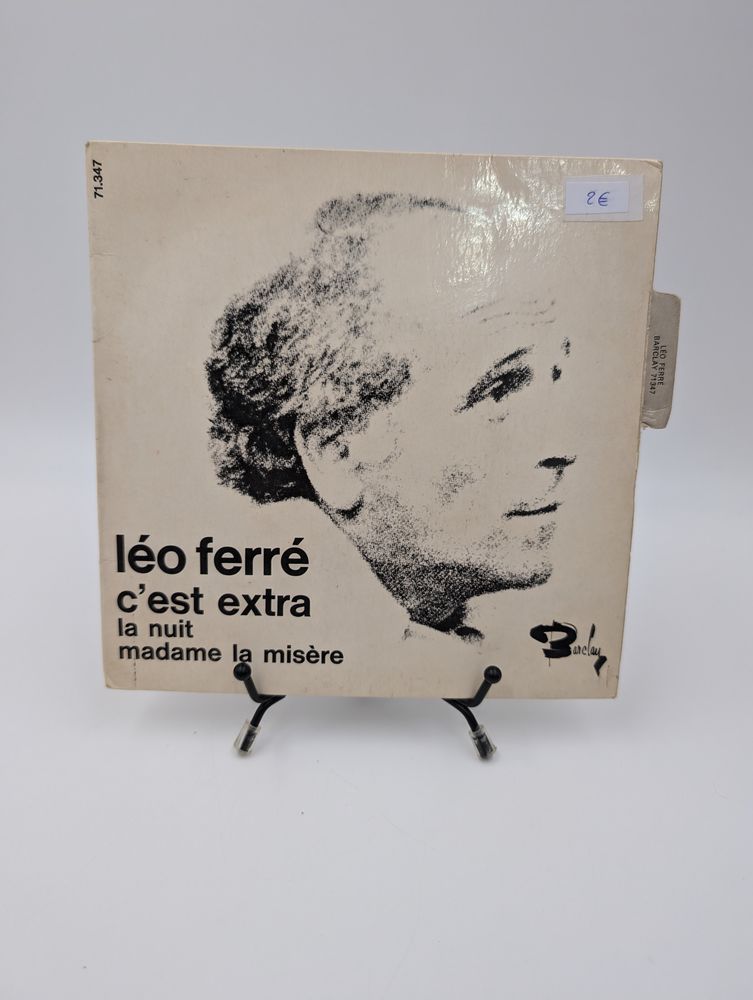 71.347
2€
LÉO FERRÉ
BARCLAY 71347
léo ferré
c'est extra
la nuit
madame la misère
Barclay